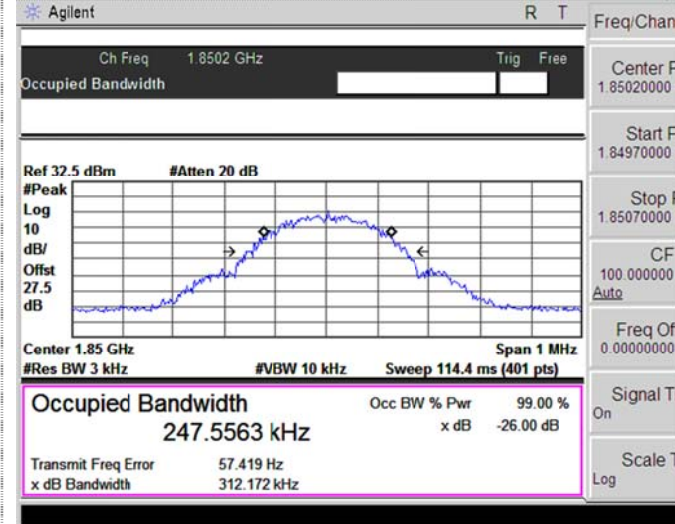 Agilent R T
Freq/Chan
Ch Freq 1.8502 GHz Trig Free
Occupied Bandwidth
Center F
1.85020000
Start F
1.84970000
Stop F
1.85070000
CF
100.000000
Auto
Freq Of
0.00000000
Signal T
On
Scale T
Log
Ref 32.5 dBm #Atten 20 dB
#Peak
Log
10
dB/
Offst
27.5
dB
Center 1.85 GHz Span 1 MHz
#Res BW 3 kHz #VBW 10 kHz Sweep 114.4 ms (401 pts)
Occupied Bandwidth Occ BW % Pwr 99.00 %
247.5563 kHz x dB -26.00 dB
Transmit Freq Error 57.419 Hz
x dB Bandwidth 312.172 kHz